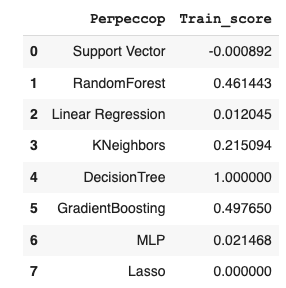 Perpeccop Train_score
0 Support Vector -0.000892
1 RandomForest 0.461443
2 Linear Regression 0.012045
3 KNeighbors 0.215094
4 DecisionTree 1.000000
5 GradientBoosting 0.497650
6 MLP 0.021468
7 Lasso 0.000000